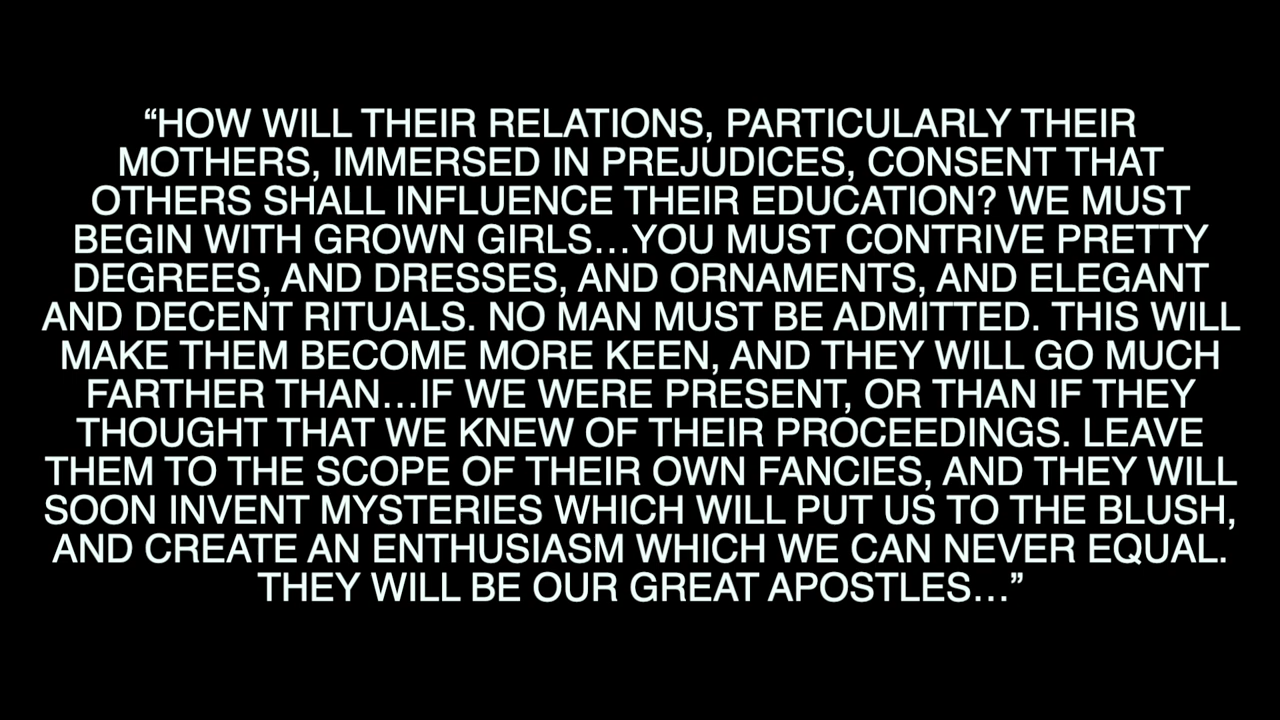 “HOW WILL THEIR RELATIONS, PARTICULARLY THEIR
MOTHERS, IMMERSED IN PREJUDICES, CONSENT THAT
OTHERS SHALL INFLUENCE THEIR EDUCATION? WE MUST
BEGIN WITH GROWN GIRLS…YOU MUST CONTRIVE PRETTY
DEGREES, AND DRESSES, AND ORNAMENTS, AND ELEGANT
AND DECENT RITUALS. NO MAN MUST BE ADMITTED. THIS WILL
MAKE THEM BECOME MORE KEEN, AND THEY WILL GO MUCH
FARTHER THAN…IF WE WERE PRESENT, OR THAN IF THEY
THOUGHT THAT WE KNEW OF THEIR PROCEEDINGS. LEAVE
THEM TO THE SCOPE OF THEIR OWN FANCIES, AND THEY WILL
SOON INVENT MYSTERIES WHICH WILL PUT US TO THE BLUSH,
AND CREATE AN ENTHUSIASM WHICH WE CAN NEVER EQUAL.
THEY WILL BE OUR GREAT APOSTLES…”